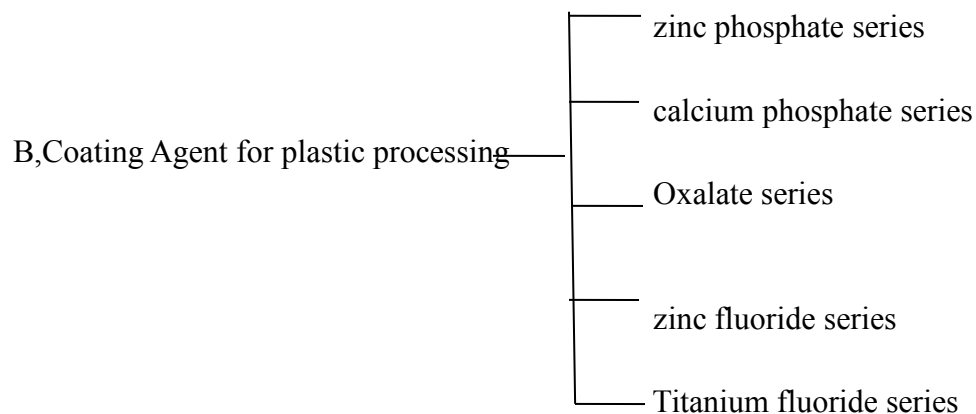 zinc phosphate series
calcium phosphate series
B,Coating Agent for plastic processing
Oxalate series
zinc fluoride series
Titanium fluoride series